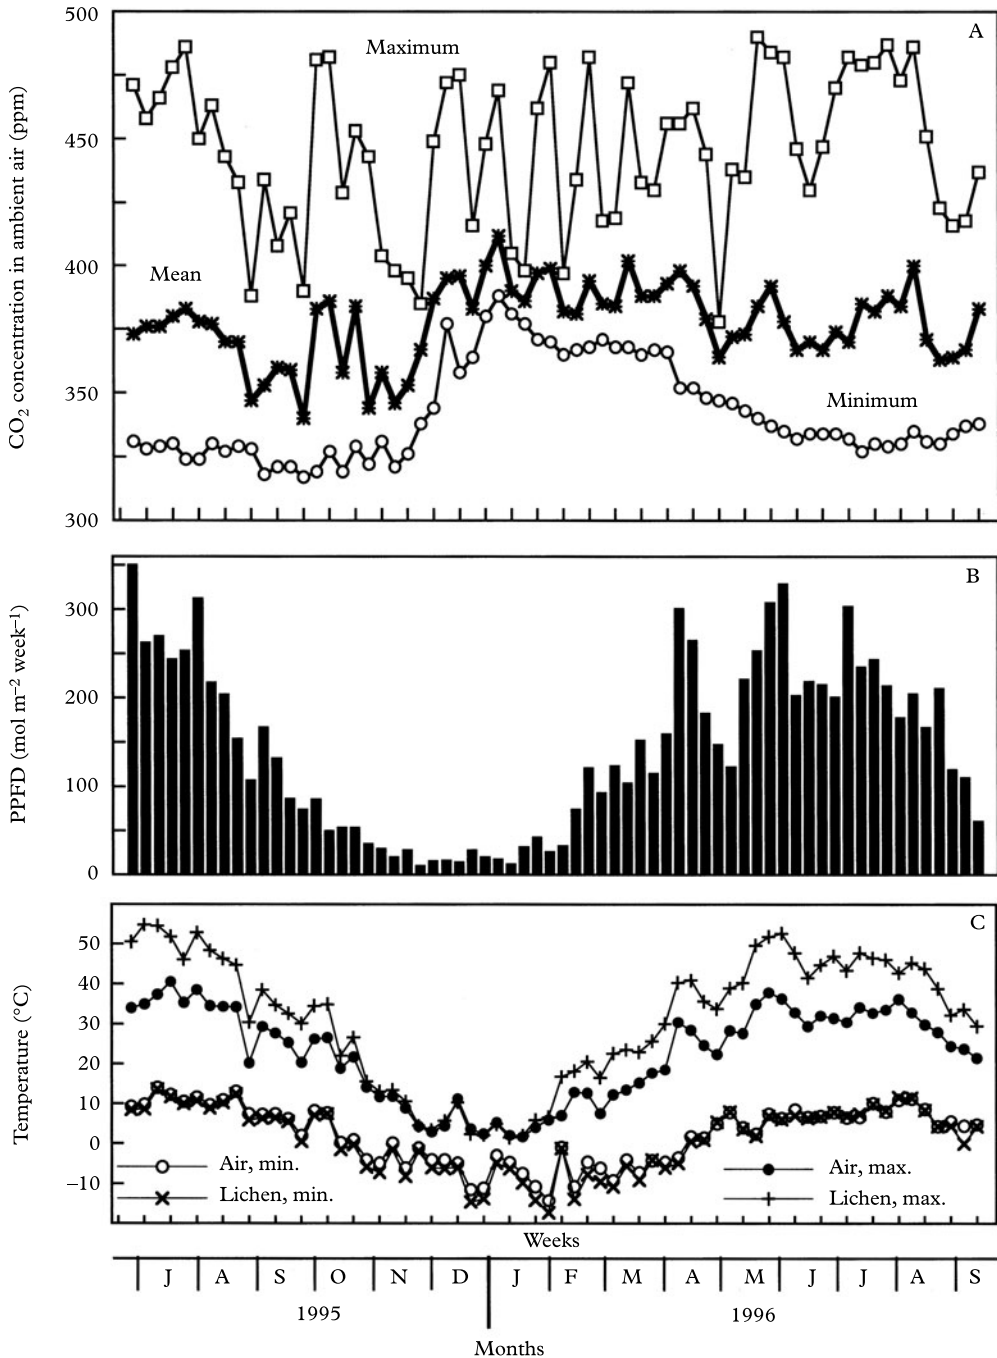 A
CO₂ concentration in ambient air (ppm)
500
450
400
350
300
Maximum
Mean
Minimum
B
PPFD (mol m⁻² week⁻¹)
300
200
100
0
C
Temperature (°C)
50
40
30
20
10
0
−10
Air, min.
Lichen, min.
Air, max.
Lichen, max.
Weeks
J A S O N D J F M A M J J A S
1995 1996
Months